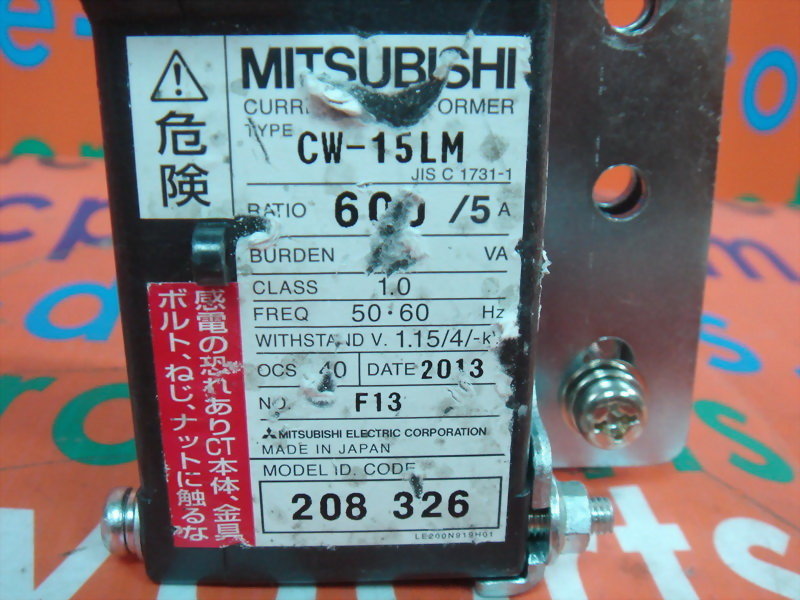 危険
MITSUBISHI
TYPE CW-15LM
JIS C 1731-1
RATIO /5 A
BURDEN VA
CLASS 1.0
FREQ 50·60 Hz
WITHSTAND V. 1.15/4/-
OCS 40 DATE 2013
NO. F13
MITSUBISHI ELECTRIC CORPORATION
MADE IN JAPAN
MODEL ID. CODE
208 326
LE200N919H01
感電の恐れありCT本体、金具
ボルト、ねじ、ナットに触るな